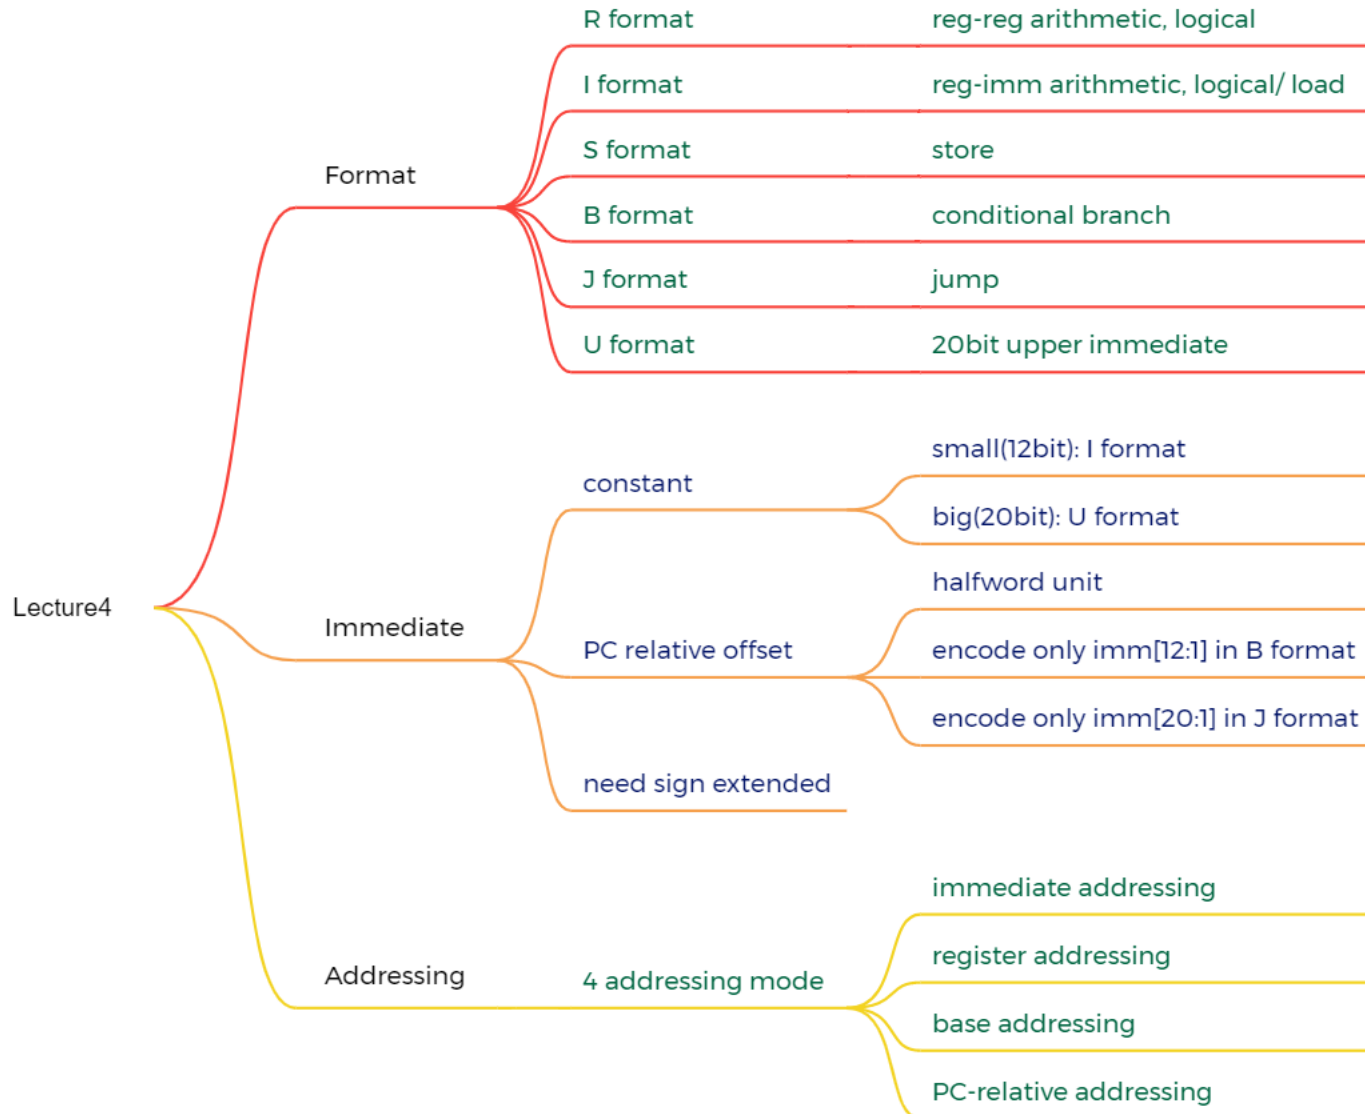 Lecture4
Format
R format
reg-reg arithmetic, logical
I format
reg-imm arithmetic, logical/ load
S format
store
B format
conditional branch
J format
jump
U format
20bit upper immediate
Immediate
constant
small(12bit): I format
big(20bit): U format
PC relative offset
halfword unit
encode only imm[12:1] in B format
encode only imm[20:1] in J format
need sign extended
Addressing
4 addressing mode
immediate addressing
register addressing
base addressing
PC-relative addressing